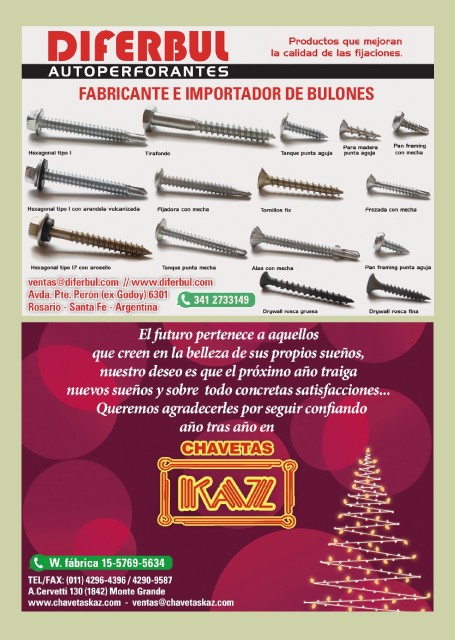 DIFERBUL
AUTOPERFORANTES
Productos que mejoran
la calidad de las fijaciones.
FABRICANTE E IMPORTADOR DE BULONES
Hexagonal tipo 1
Tirafondo
Tanque punta aguja
Para madera
punta aguja
Pan framing
con mecha
Hexagonal tipo 1 con arandela vulcanizada
Fijadora con mecha
Tornillos fix
Frezada con mecha
Hexagonal tipo 17 con arosello
Tanque punta mecha
Alas con mecha
Pan framing punta aguja
Drywall rosca gruesa
Drywall rosca fina
ventas@diferbul.com // www.diferbul.com
Avda. Pte. Perón (ex Godoy) 6301
Rosario - Santa Fe - Argentina
341 2733149
El futuro pertenece a aquellos
que creen en la belleza de sus propios sueños,
nuestro deseo es que el próximo año traiga
nuevos sueños y sobre todo concretas satisfacciones...
Queremos agradecerles por seguir confiando
año tras año en
CHAVETAS
KAZ
W. fábrica 15-5769-5634
TEL/FAX: (011) 4296-4396 / 4290-9587
A.Cervetti 130 (1842) Monte Grande
www.chavetaskaz.com - ventas@chavetaskaz.com